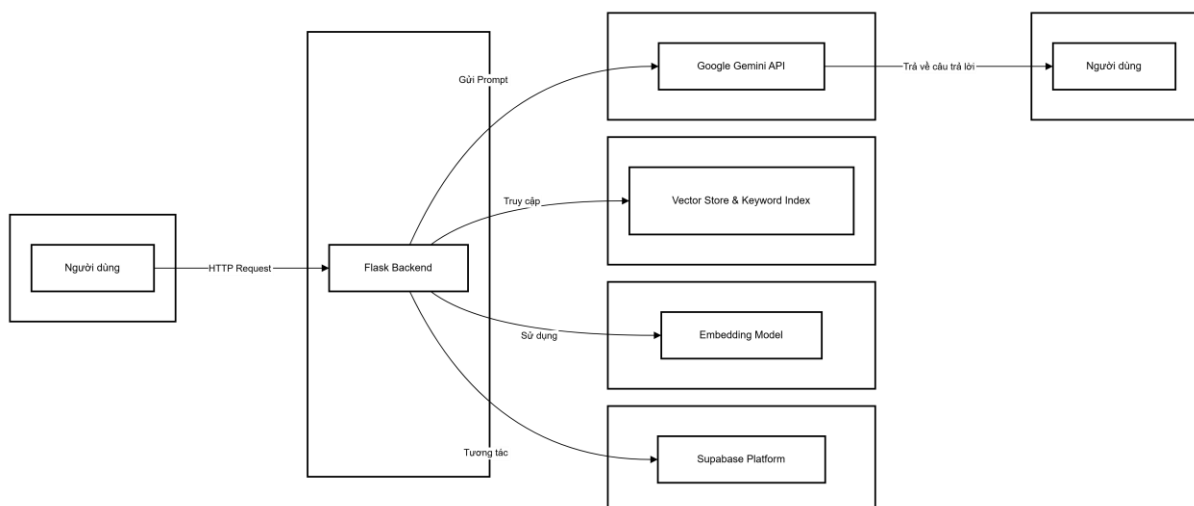 Google Gemini API
Trả về câu trả lời
Người dùng
Gửi Prompt
Truy cập
Vector Store & Keyword Index
Người dùng
HTTP Request
Flask Backend
Sử dụng
Embedding Model
Tương tác
Supabase Platform